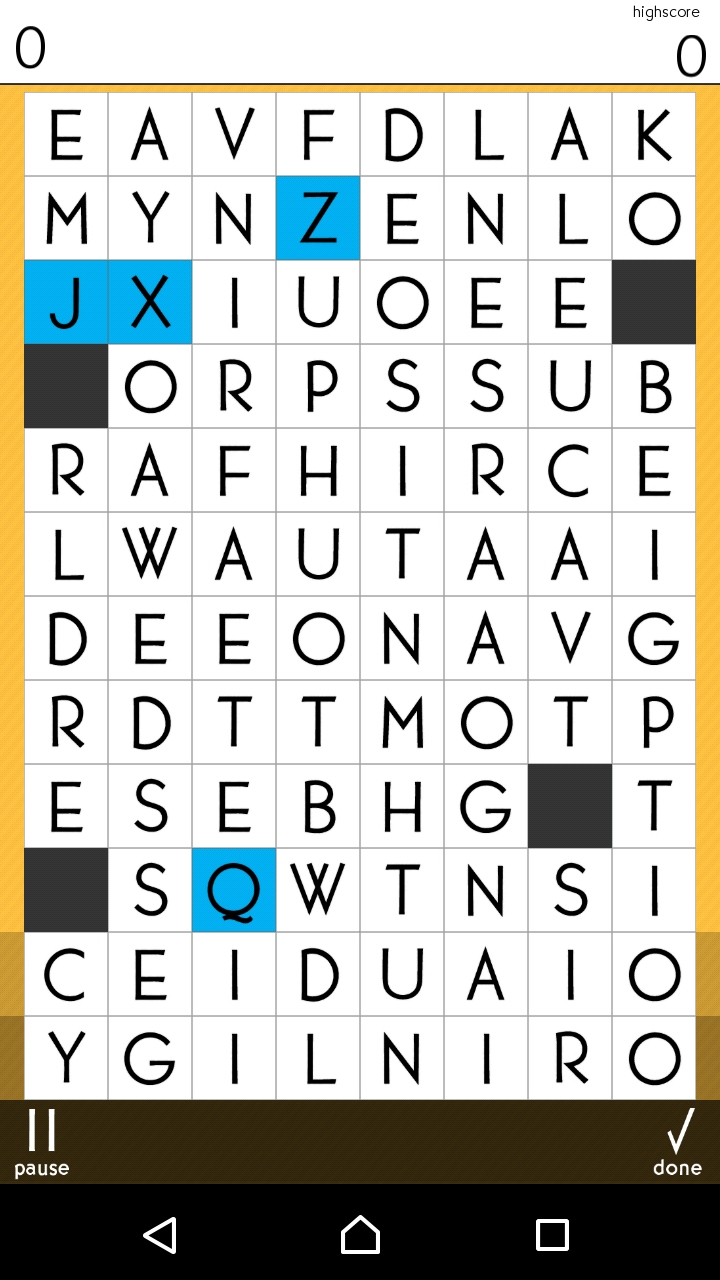 highscore
0 0
E A V F D L A K
M Y N Z E N L O
J X I U O E E
O R P S S U B
R A F H I R C E
L W A U T A A I
D E E O N A V G
R D T T M O T P
E S E B H G T
S Q W T N S I
C E I D U A I O
Y G I L N I R O
pause done